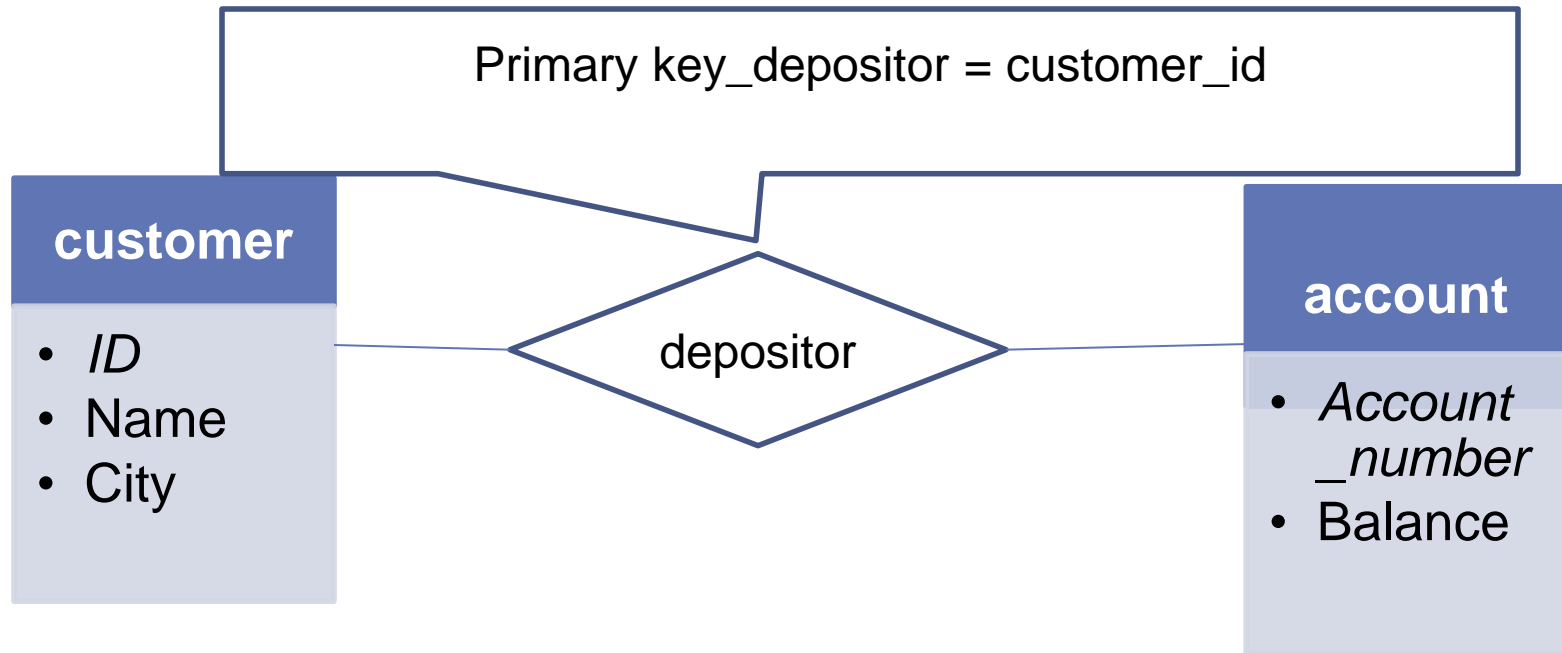 Primary key_depositor = customer_id
customer
• ID
• Name
• City
depositor
account
• Account
_number
• Balance